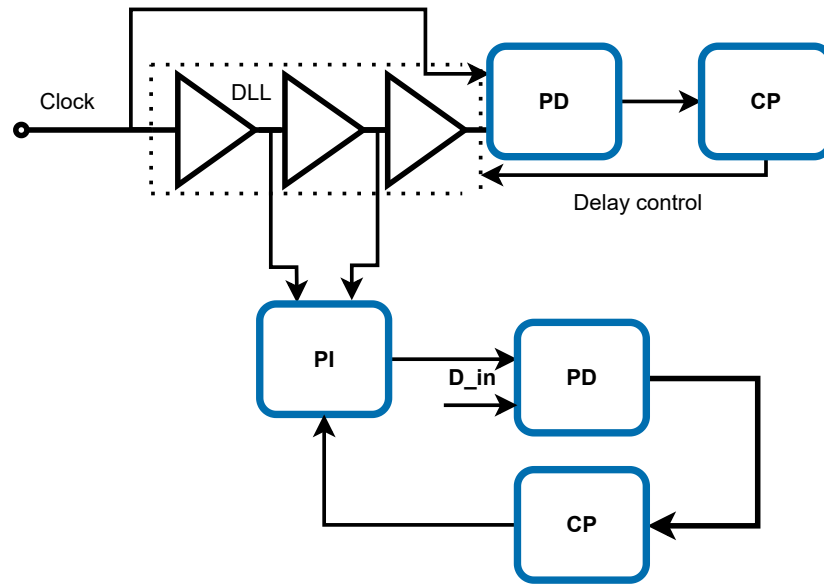 Clock
DLL
PD
CP
Delay control
PI
D_in
PD
CP